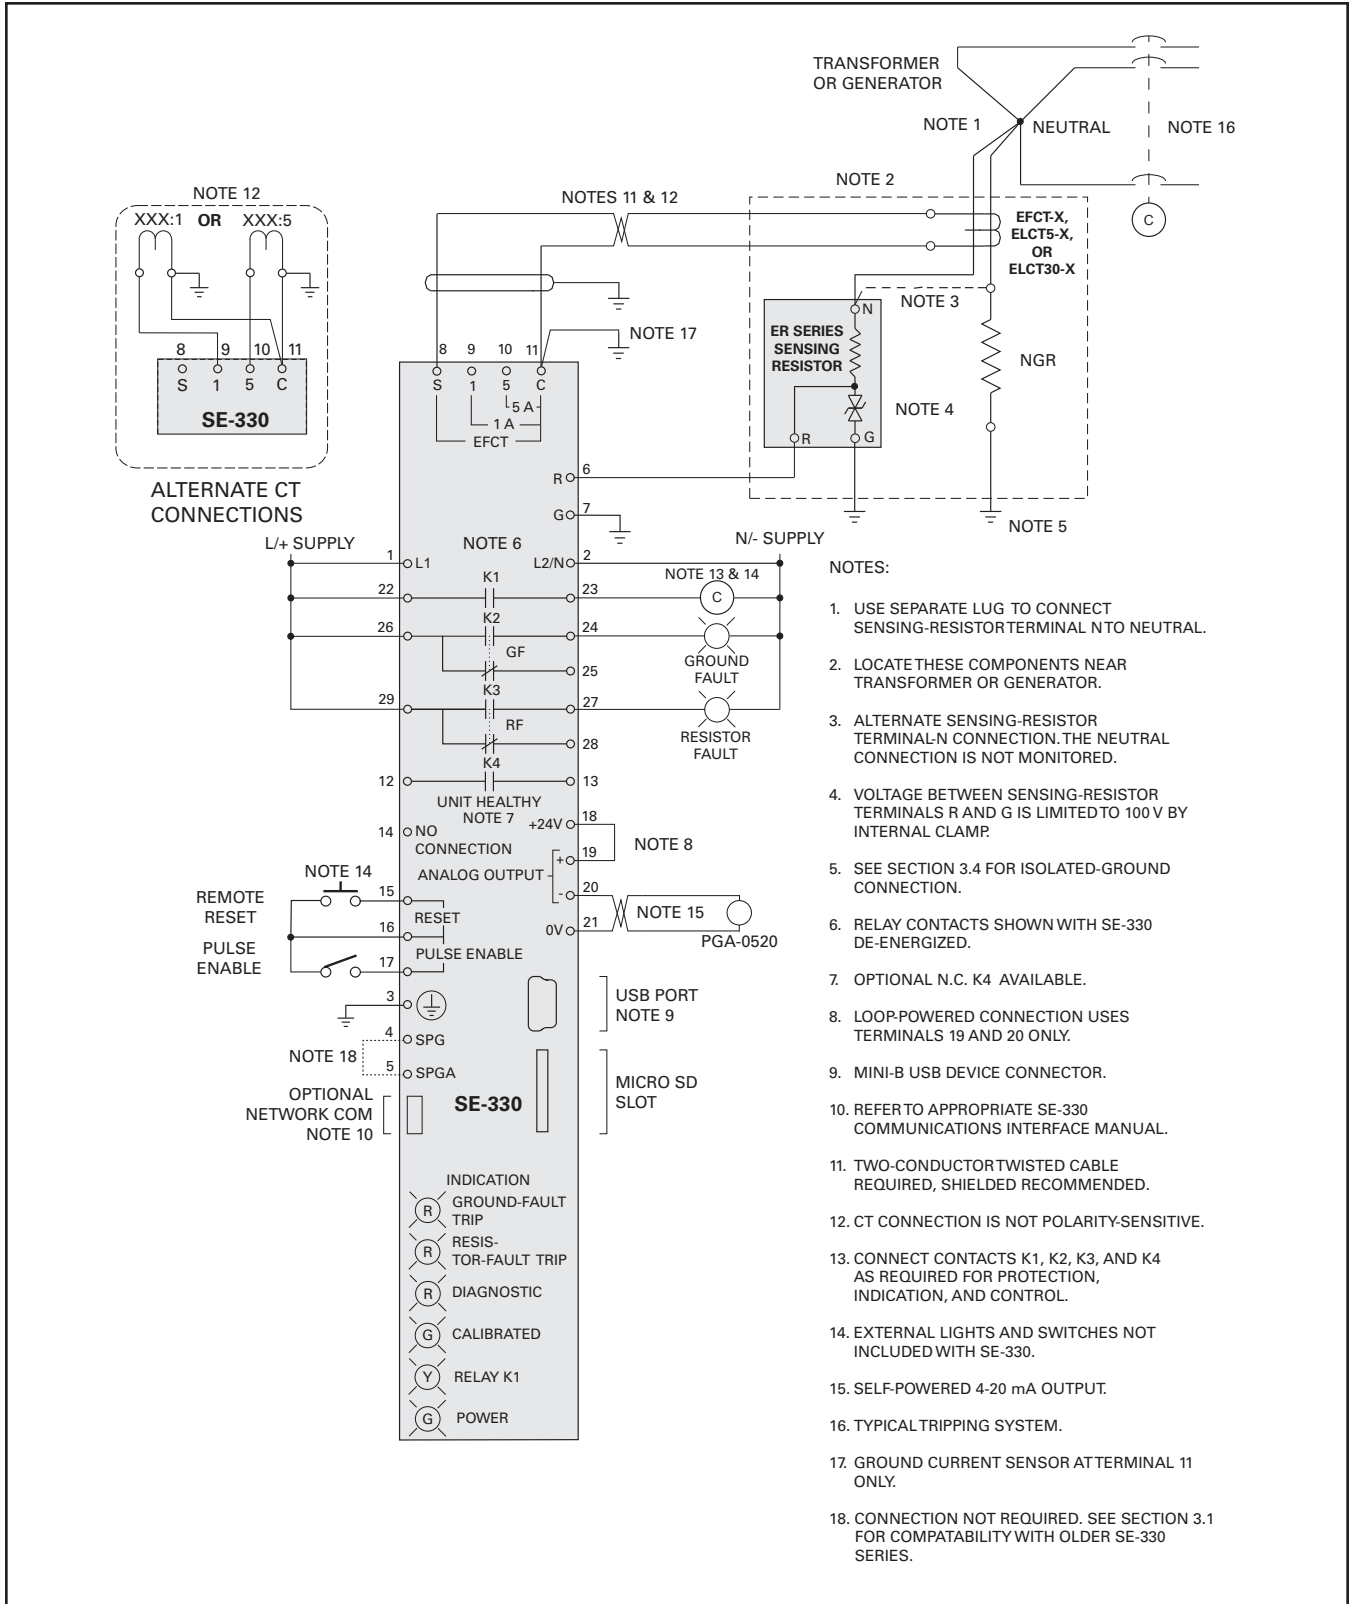 TRANSFORMER
OR GENERATOR
NOTE 1
NEUTRAL
NOTE 16
C
NOTE 12
XXX:1 OR XXX:5
8 9 10 11
S 1 5 C
SE-330
ALTERNATE CT
CONNECTIONS
NOTES 11 & 12
NOTE 2
EFCT-X,
ELCT5-X,
OR
ELCT30-X
NOTE 3
N
ER SERIES
SENSING
RESISTOR
NOTE 4
R
G
NGR
NOTE 5
NOTE 17
8 9 10 11
S 1 5 C
5 A
1 A
EFCT
R 6
G 7
L/+ SUPPLY
N/- SUPPLY
NOTE 6
1 L1
L2/N 2
NOTE 13 & 14
22 K1 23
C
26 K2 24
GF
25
GROUND
FAULT
29 K3 27
RF
28
RESISTOR
FAULT
12 K4 13
UNIT HEALTHY
NOTE 7
14 NO
CONNECTION
+24V 18
NOTE 8
+ 19
ANALOG OUTPUT
- 20
NOTE 15
0V 21
PGA-0520
NOTE 14
REMOTE
RESET
15
RESET
16
PULSE
ENABLE
17
PULSE ENABLE
3
4 SPG
NOTE 18
5 SPGA
USB PORT
NOTE 9
MICRO SD
SLOT
OPTIONAL
NETWORK COM
NOTE 10
SE-330
INDICATION
R GROUND-FAULT
TRIP
R RESIS-
TOR-FAULT TRIP
R DIAGNOSTIC
G CALIBRATED
Y RELAY K1
G POWER
NOTES:
1. USE SEPARATE LUG TO CONNECT
SENSING-RESISTOR TERMINAL N TO NEUTRAL.
2. LOCATE THESE COMPONENTS NEAR
TRANSFORMER OR GENERATOR.
3. ALTERNATE SENSING-RESISTOR
TERMINAL-N CONNECTION. THE NEUTRAL
CONNECTION IS NOT MONITORED.
4. VOLTAGE BETWEEN SENSING-RESISTOR
TERMINALS R AND G IS LIMITED TO 100 V BY
INTERNAL CLAMP.
5. SEE SECTION 3.4 FOR ISOLATED-GROUND
CONNECTION.
6. RELAY CONTACTS SHOWN WITH SE-330
DE-ENERGIZED.
7. OPTIONAL N.C. K4 AVAILABLE.
8. LOOP-POWERED CONNECTION USES
TERMINALS 19 AND 20 ONLY.
9. MINI-B USB DEVICE CONNECTOR.
10. REFER TO APPROPRIATE SE-330
COMMUNICATIONS INTERFACE MANUAL.
11. TWO-CONDUCTOR TWISTED CABLE
REQUIRED, SHIELDED RECOMMENDED.
12. CT CONNECTION IS NOT POLARITY-SENSITIVE.
13. CONNECT CONTACTS K1, K2, K3, AND K4
AS REQUIRED FOR PROTECTION,
INDICATION, AND CONTROL.
14. EXTERNAL LIGHTS AND SWITCHES NOT
INCLUDED WITH SE-330.
15. SELF-POWERED 4-20 mA OUTPUT.
16. TYPICAL TRIPPING SYSTEM.
17. GROUND CURRENT SENSOR AT TERMINAL 11
ONLY.
18. CONNECTION NOT REQUIRED. SEE SECTION 3.1
FOR COMPATABILITY WITH OLDER SE-330
SERIES.